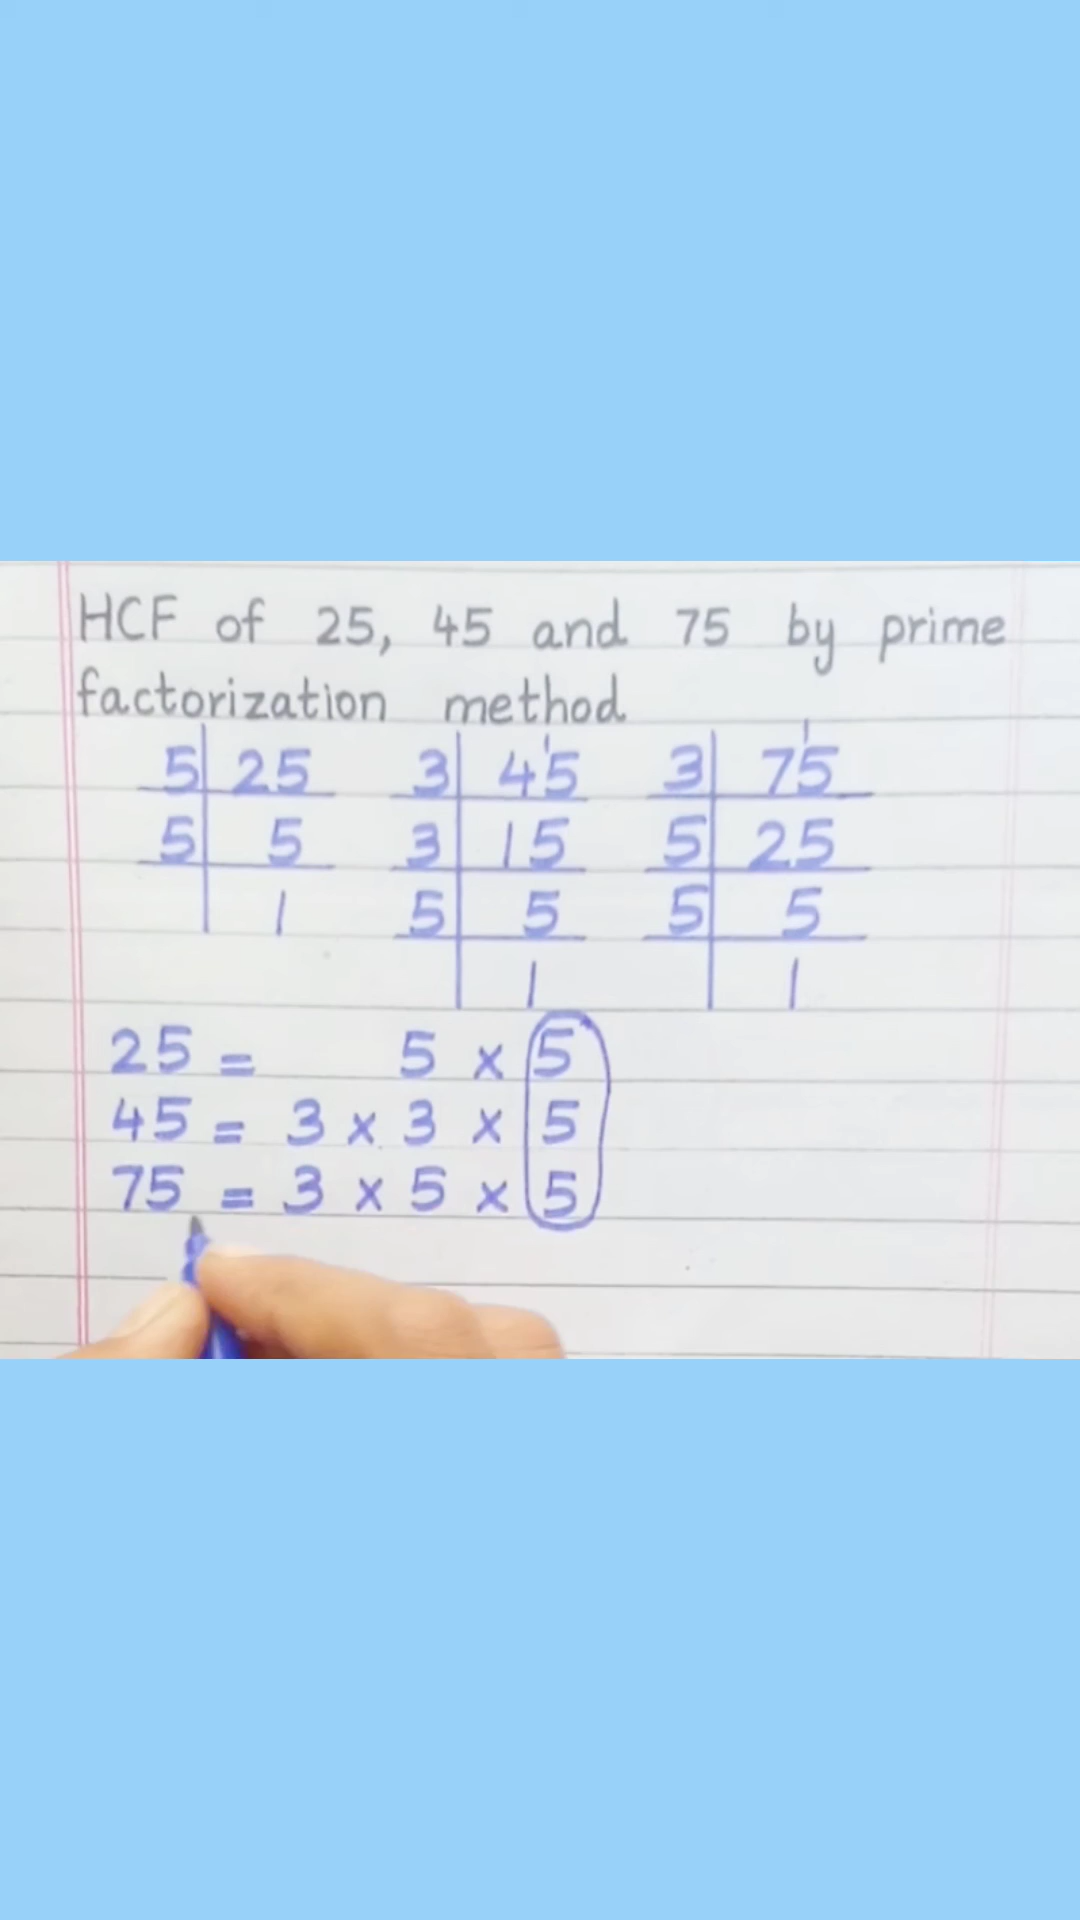 HCF of 25, 45 and 75 by prime
factorization method
5 25 3 45 3 75
5 5 3 15 5 25
1 5 5 5 5
1 1
25 = 5 × 5
45 = 3 × 3 × 5
75 = 3 × 5 × 5